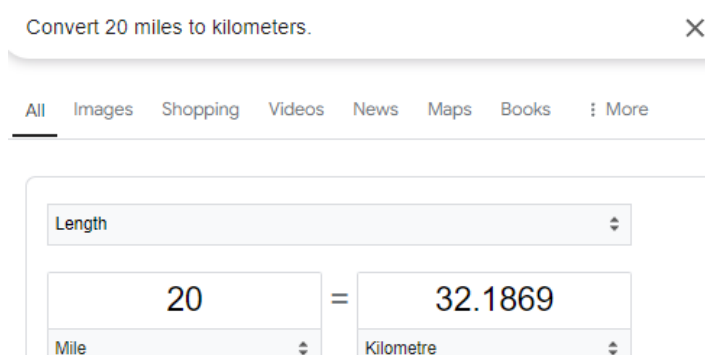 Convert 20 miles to kilometers.
All Images Shopping Videos News Maps Books More
Length
20 = 32.1869
Mile Kilometre